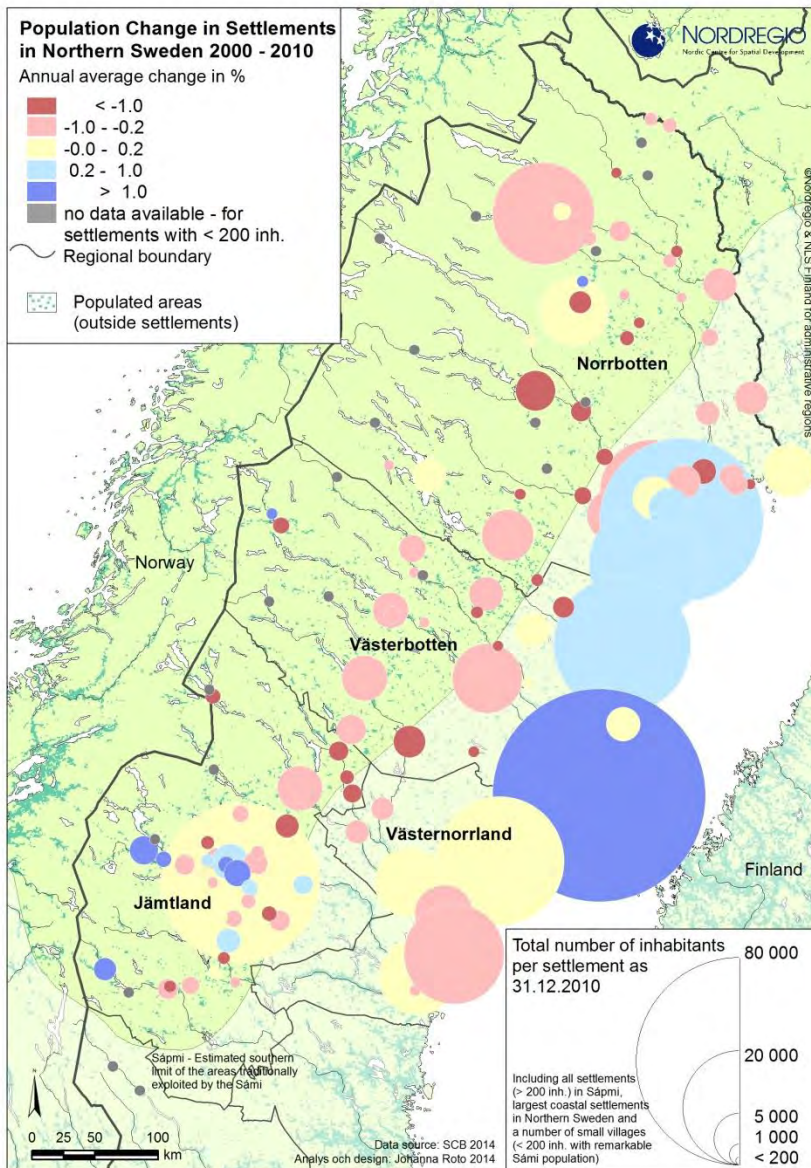 Population Change in Settlements
in Northern Sweden 2000 - 2010
Annual average change in %
< -1.0
-1.0 - -0.2
-0.0 - 0.2
0.2 - 1.0
> 1.0
no data available - for
settlements with < 200 inh.
Regional boundary
Populated areas
(outside settlements)
NORDREGIO
Nordic Centre for Spatial Development
©Nordregio & NLS Finland for administrative regions
Norrbotten
Norway
Västerbotten
Västernorrland
Finland
Jämtland
Sápmi - Estimated southern
limit of the areas traditionally
exploited by the Sámi
Total number of inhabitants
per settlement as
31.12.2010
80 000
20 000
5 000
1 000
< 200
Including all settlements
(> 200 inh.) in Sápmi,
largest coastal settlements
in Northern Sweden and
a number of small villages
(< 200 inh. with remarkable
Sámi population)
N
0 25 50 100
km
Data source: SCB 2014
Analys och design: Johanna Roto 2014